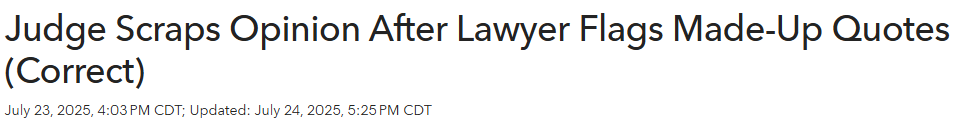 Judge Scraps Opinion After Lawyer Flags Made-Up Quotes
(Correct)
July 23, 2025, 4:03 PM CDT; Updated: July 24, 2025, 5:25 PM CDT